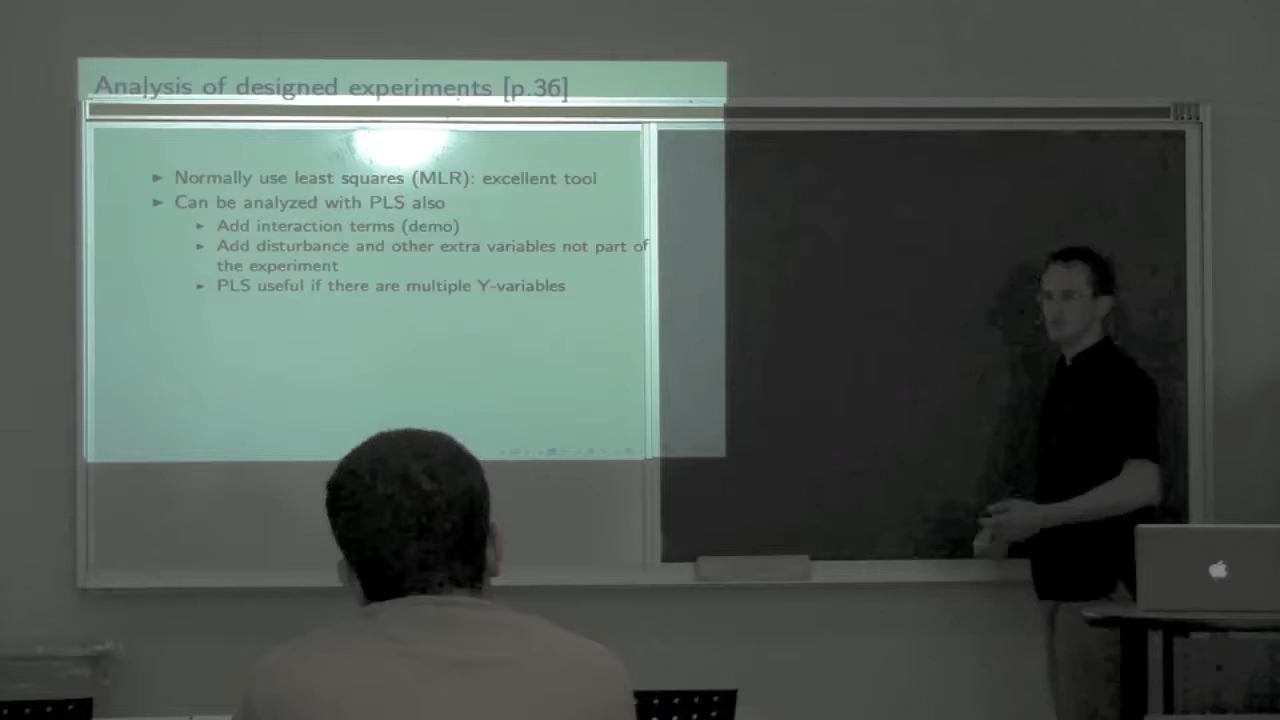 Analysis of designed experiments [p.36]
Normally use least squares (MLR): excellent tool
Can be analyzed with PLS also
Add interaction terms (demo)
Add disturbance and other extra variables not part of
the experiment
PLS useful if there are multiple Y-variables